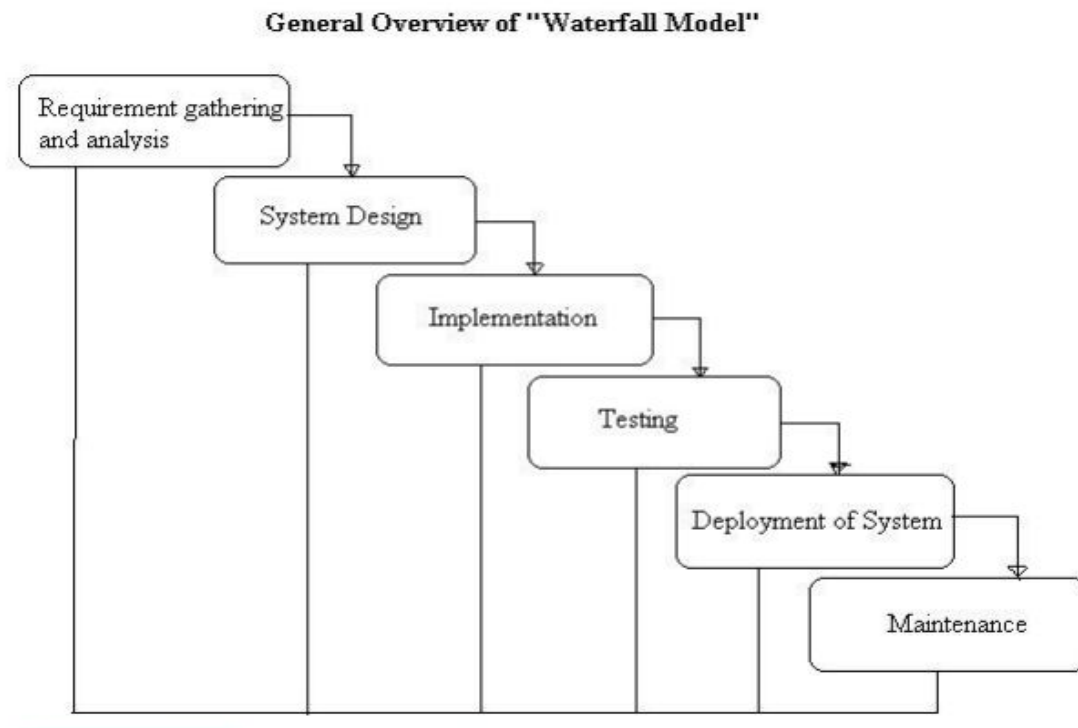 General Overview of "Waterfall Model"
Requirement gathering
and analysis
System Design
Implementation
Testing
Deployment of System
Maintenance